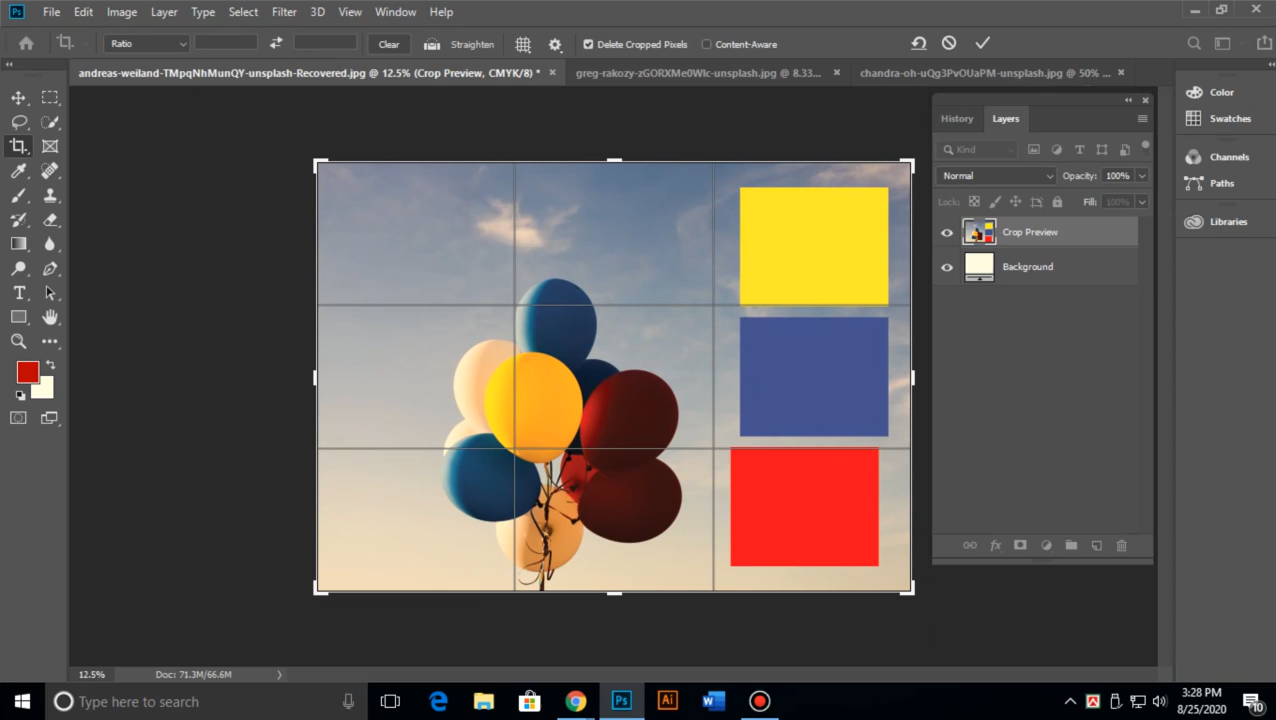 Ps File Edit Image Layer Type Select Filter 3D View Window Help
Ratio Clear Straighten Delete Cropped Pixels Content-Aware
andreas-weiland-TMpqNhMunQY-unsplash-Recovered.jpg @ 12.5% (Crop Preview, CMYK/8) * greg-rakozy-zGORXMe0WIc-unsplash.jpg @ 8.33... chandra-oh-uQg3PvOUaPM-unsplash.jpg @ 50% ...
Color
Swatches
Channels
Paths
Libraries
History Layers
Kind
Normal Opacity: 100%
Lock: Fill: 100%
Crop Preview
Background
12.5% Doc: 71.3M/66.6M
Type here to search
Ps Ai W
3:28 PM
8/25/2020
10